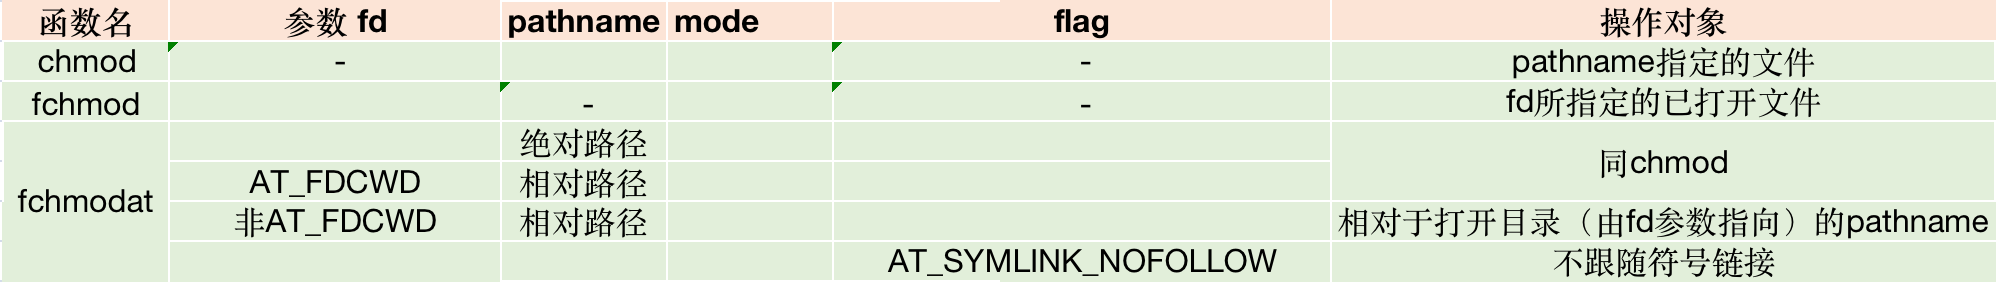 函数名 参数 fd pathname mode flag 操作对象
chmod - - pathname指定的文件
fchmod - - fd所指定的已打开文件
绝对路径
同chmod
AT_FDCWD 相对路径
fchmodat
非AT_FDCWD 相对路径 相对于打开目录（由fd参数指向）的pathname
AT_SYMLINK_NOFOLLOW 不跟随符号链接